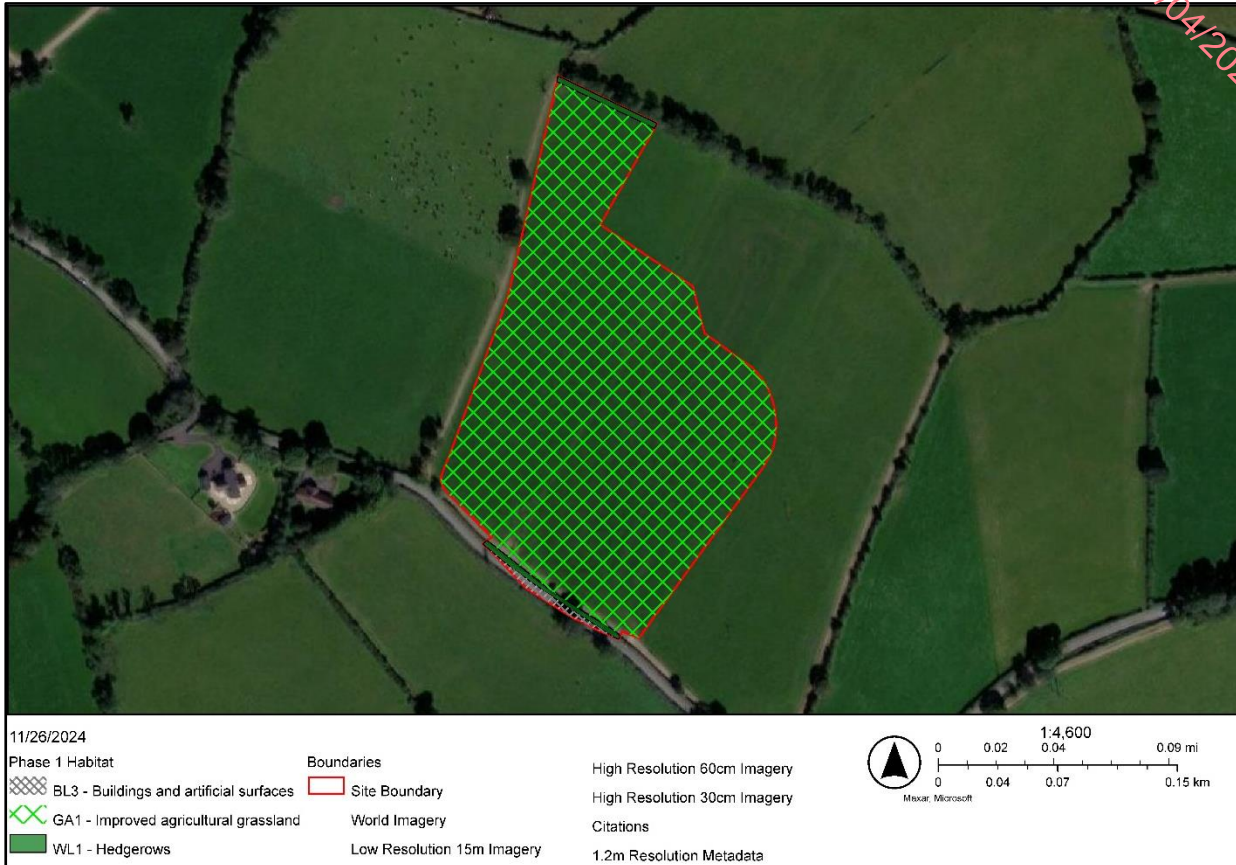 04/202
11/26/2024
Phase 1 Habitat
BL3 - Buildings and artificial surfaces
GA1 - Improved agricultural grassland
WL1 - Hedgerows
Boundaries
Site Boundary
World Imagery
Low Resolution 15m Imagery
High Resolution 60cm Imagery
High Resolution 30cm Imagery
Citations
1.2m Resolution Metadata
Maxar, Microsoft
1:4,600
0 0.02 0.04 0.09 mi
0 0.04 0.07 0.15 km